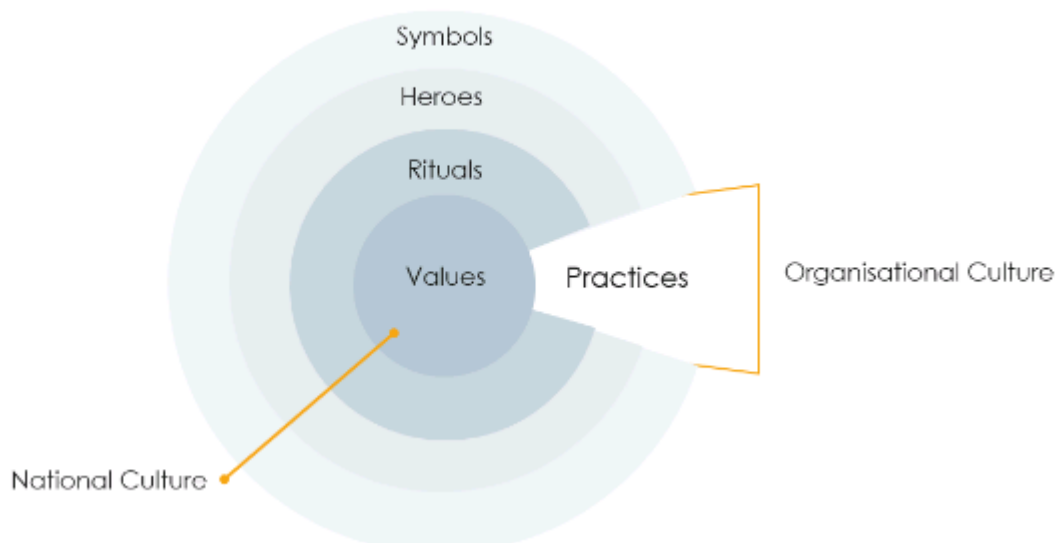 Symbols
Heroes
Rituals
Values
Practices
Organisational Culture
National Culture